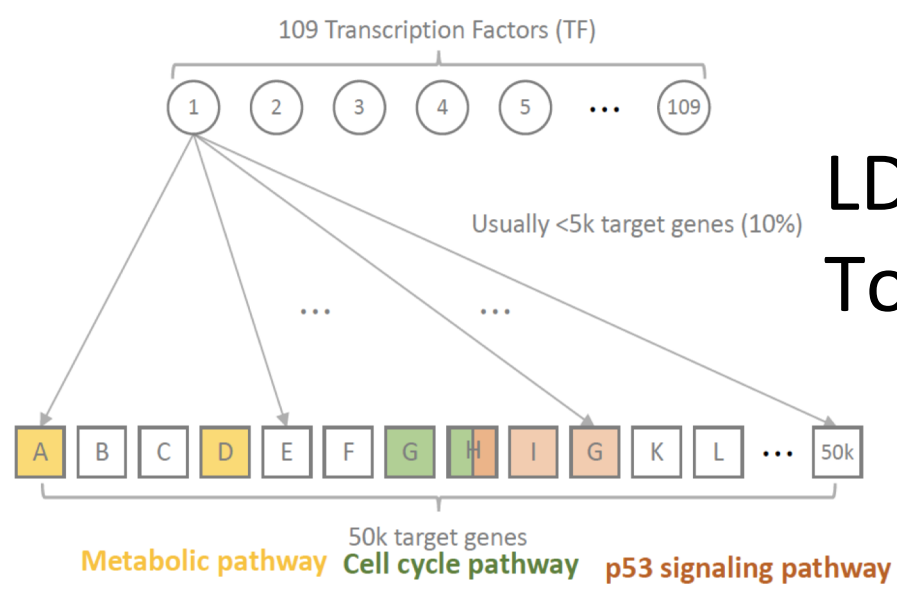 109 Transcription Factors (TF)
1 2 3 4 5 ... 109
LD
Usually <5k target genes (10%)
To
... ...
A B C D E F G H I G K L ... 50k
50k target genes
Metabolic pathway Cell cycle pathway p53 signaling pathway